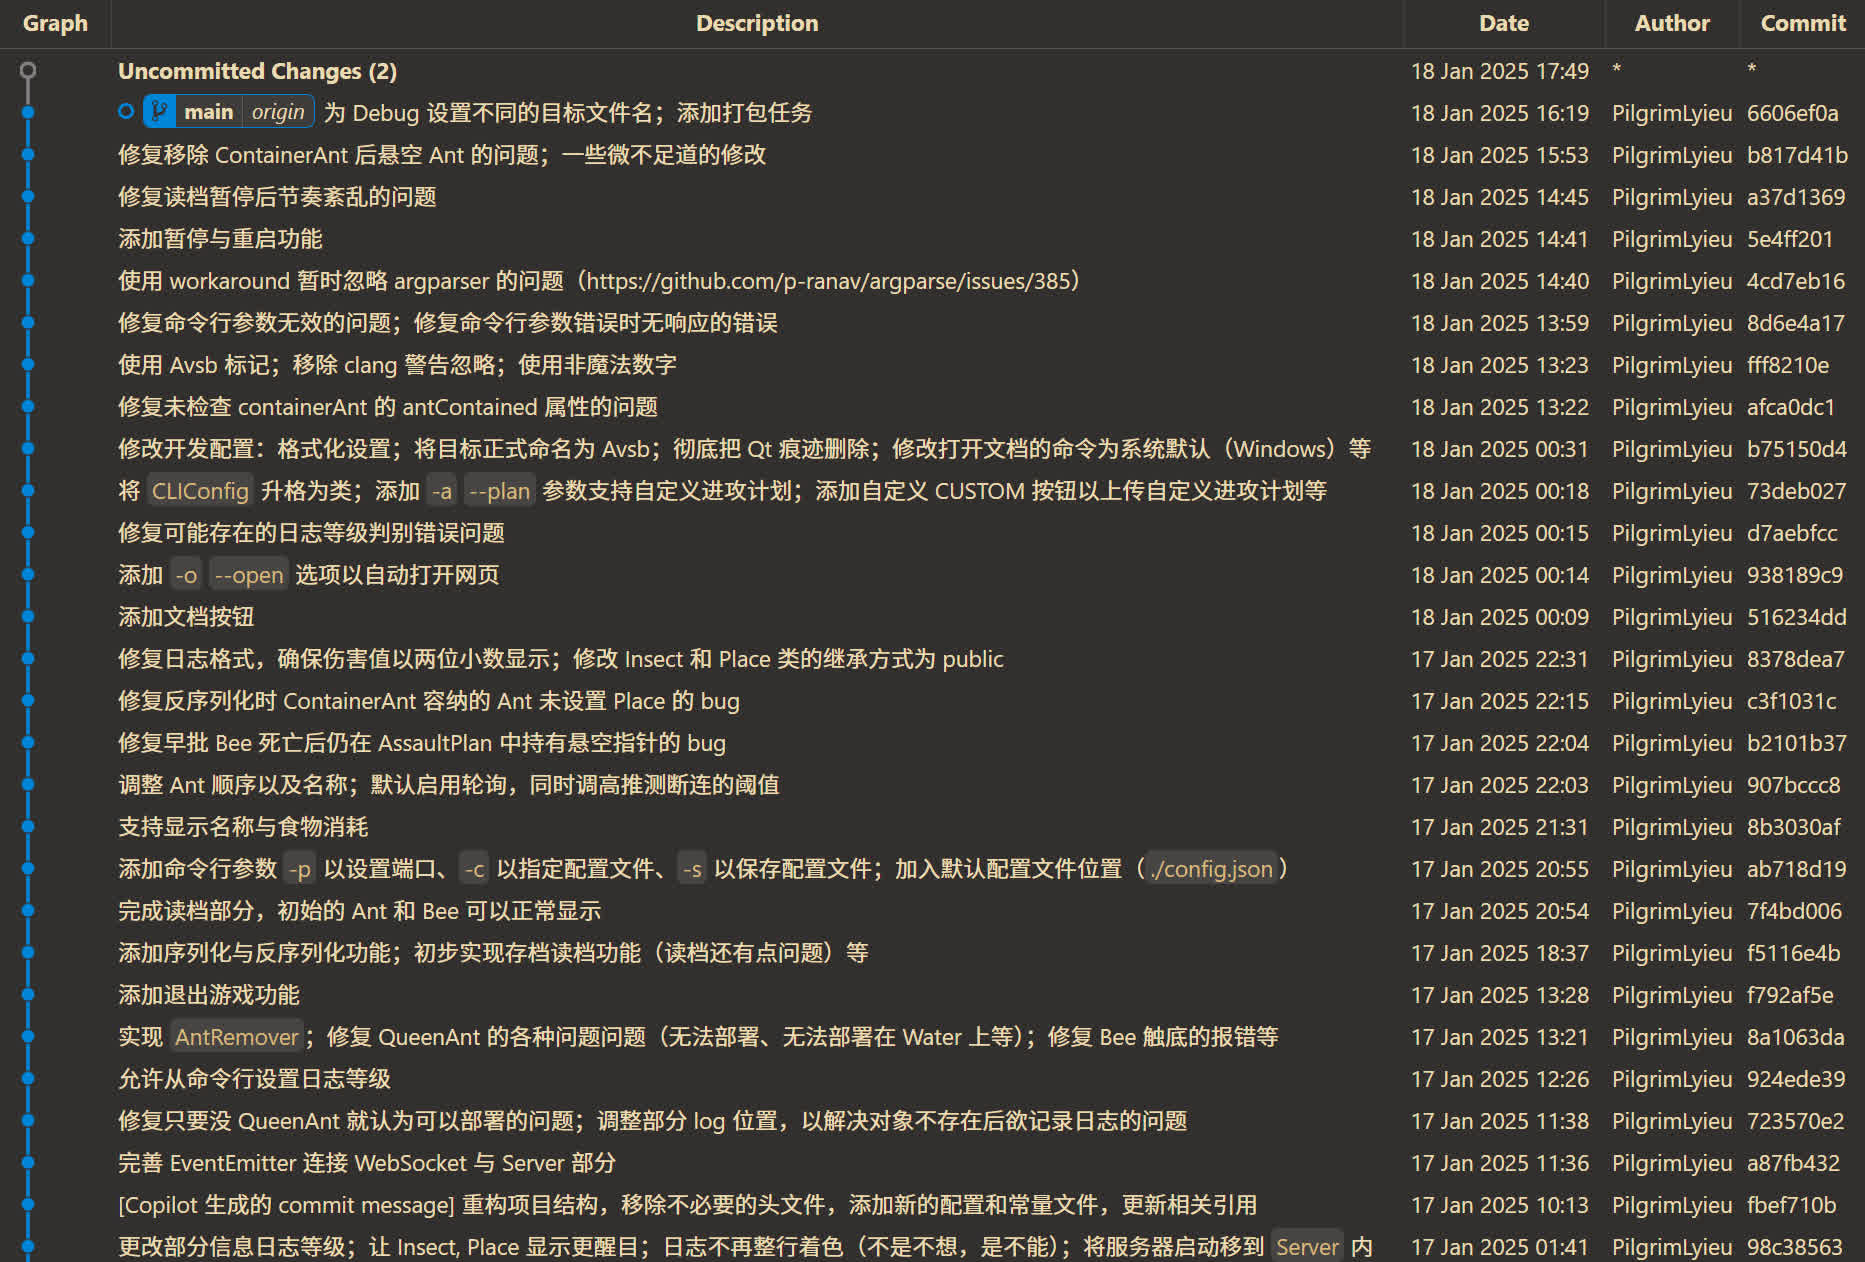 Graph Description Date Author Commit
Uncommitted Changes (2) 18 Jan 2025 17:49 * *
main origin 为 Debug 设置不同的目标文件名；添加打包任务 18 Jan 2025 16:19 PilgrimLyieu 6606ef0a
修复移除 ContainerAnt 后悬空 Ant 的问题；一些微不足道的修改 18 Jan 2025 15:53 PilgrimLyieu b817d41b
修复读档暂停后节奏紊乱的问题 18 Jan 2025 14:45 PilgrimLyieu a37d1369
添加暂停与重启功能 18 Jan 2025 14:41 PilgrimLyieu 5e4ff201
使用 workaround 暂时忽略 argparser 的问题（https://github.com/p-ranav/argparse/issues/385） 18 Jan 2025 14:40 PilgrimLyieu 4cd7eb16
修复命令行参数无效的问题；修复命令行参数错误时无响应的错误 18 Jan 2025 13:59 PilgrimLyieu 8d6e4a17
使用 Avsb 标记；移除 clang 警告忽略；使用非魔法数字 18 Jan 2025 13:23 PilgrimLyieu fff8210e
修复未检查 containerAnt 的 antContained 属性的问题 18 Jan 2025 13:22 PilgrimLyieu afca0dc1
修改开发配置：格式化设置；将目标正式命名为 Avsb；彻底把 Qt 痕迹删除；修改打开文档的命令为系统默认（Windows）等 18 Jan 2025 00:31 PilgrimLyieu b75150d4
将 CLIConfig 升格为类；添加 -a --plan 参数支持自定义进攻计划；添加自定义 CUSTOM 按钮以上传自定义进攻计划等 18 Jan 2025 00:18 PilgrimLyieu 73deb027
修复可能存在的日志等级判别错误问题 18 Jan 2025 00:15 PilgrimLyieu d7aebfcc
添加 -o --open 选项以自动打开网页 18 Jan 2025 00:14 PilgrimLyieu 938189c9
添加文档按钮 18 Jan 2025 00:09 PilgrimLyieu 516234dd
修复日志格式，确保伤害值以两位小数显示；修改 Insect 和 Place 类的继承方式为 public 17 Jan 2025 22:31 PilgrimLyieu 8378dea7
修复反序列化时 ContainerAnt 容纳的 Ant 未设置 Place 的 bug 17 Jan 2025 22:15 PilgrimLyieu c3f1031c
修复早批 Bee 死亡后仍在 AssaultPlan 中持有悬空指针的 bug 17 Jan 2025 22:04 PilgrimLyieu b2101b37
调整 Ant 顺序以及名称；默认启用轮询，同时调高推测断连的阈值 17 Jan 2025 22:03 PilgrimLyieu 907bccc8
支持显示名称与食物消耗 17 Jan 2025 21:31 PilgrimLyieu 8b3030af
添加命令行参数 -p 以设置端口、-c 以指定配置文件、-s 以保存配置文件；加入默认配置文件位置（./config.json） 17 Jan 2025 20:55 PilgrimLyieu ab718d19
完成读档部分，初始的 Ant 和 Bee 可以正常显示 17 Jan 2025 20:54 PilgrimLyieu 7f4bd006
添加序列化与反序列化功能；初步实现存档读档功能（读档还有点问题）等 17 Jan 2025 18:37 PilgrimLyieu f5116e4b
添加退出游戏功能 17 Jan 2025 13:28 PilgrimLyieu f792af5e
实现 AntRemover；修复 QueenAnt 的各种问题问题（无法部署、无法部署在 Water 上等）；修复 Bee 触底的报错等 17 Jan 2025 13:21 PilgrimLyieu 8a1063da
允许从命令行设置日志等级 17 Jan 2025 12:26 PilgrimLyieu 924ede39
修复只要没 QueenAnt 就认为可以部署的问题；调整部分 log 位置，以解决对象不存在后欲记录日志的问题 17 Jan 2025 11:38 PilgrimLyieu 723570e2
完善 EventEmitter 连接 WebSocket 与 Server 部分 17 Jan 2025 11:36 PilgrimLyieu a87fb432
[Copilot 生成的 commit message] 重构项目结构，移除不必要的头文件，添加新的配置和常量文件，更新相关引用 17 Jan 2025 10:13 PilgrimLyieu fbef710b
更改部分信息日志等级；让 Insect, Place 显示更醒目；日志不再整行着色（不是不想，是不能）；将服务器启动移到 Server 内 17 Jan 2025 01:41 PilgrimLyieu 98c38563